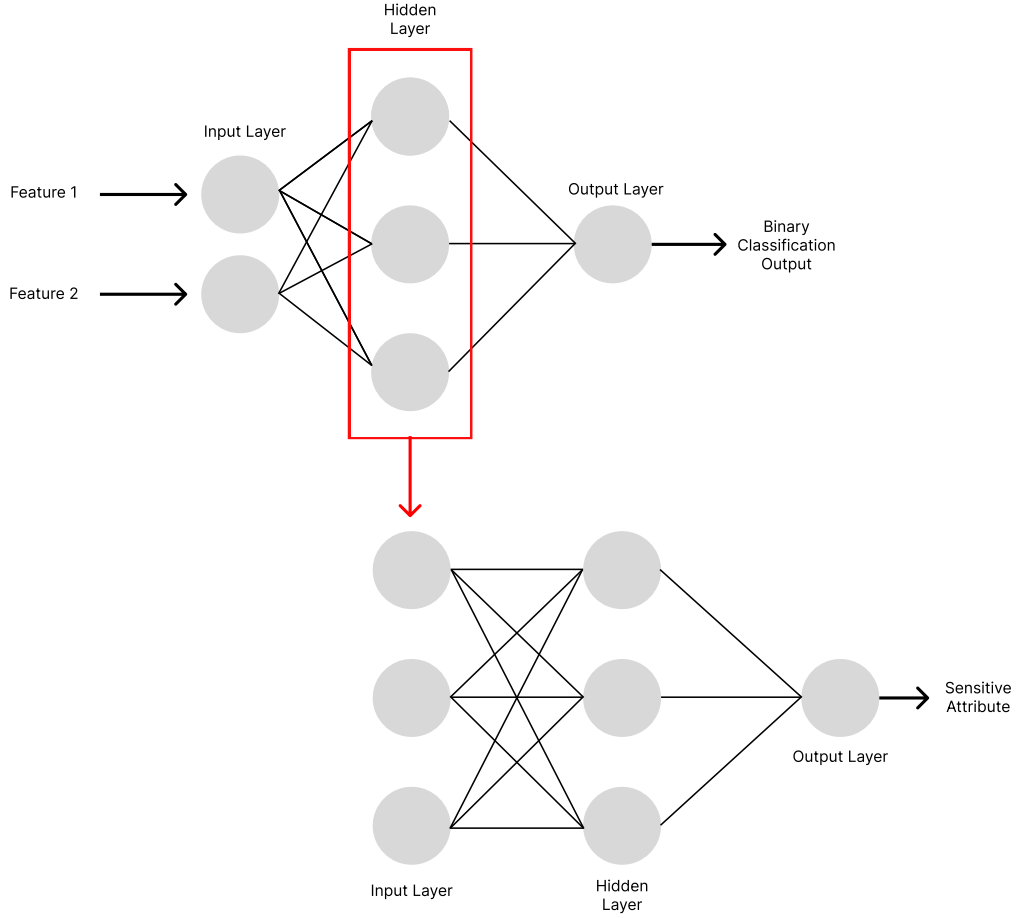 Hidden
Layer
Input Layer
Feature 1
Output Layer
Binary
Classification
Output
Feature 2
Sensitive
Attribute
Output Layer
Input Layer
Hidden
Layer